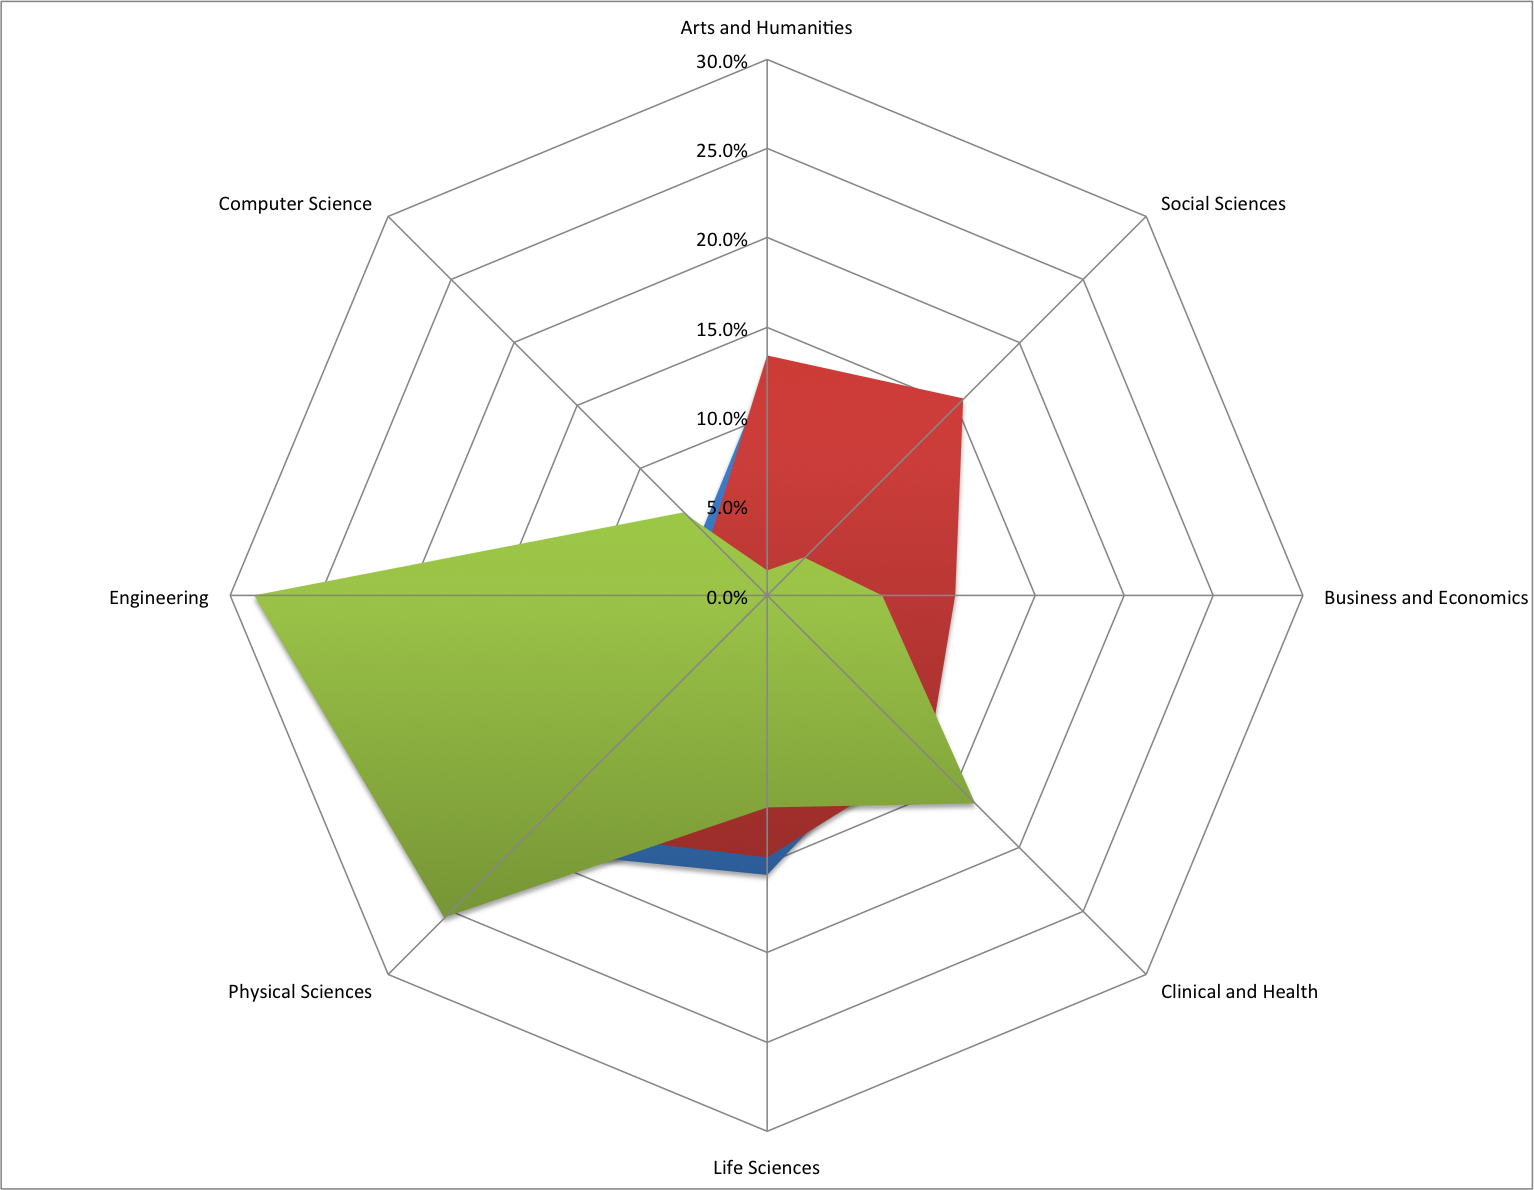 Arts and Humanities
30.0%
25.0%
Computer Science
Social Sciences
20.0%
15.0%
10.0%
5.0%
Engineering
0.0%
Business and Economics
Physical Sciences
Clinical and Health
Life Sciences